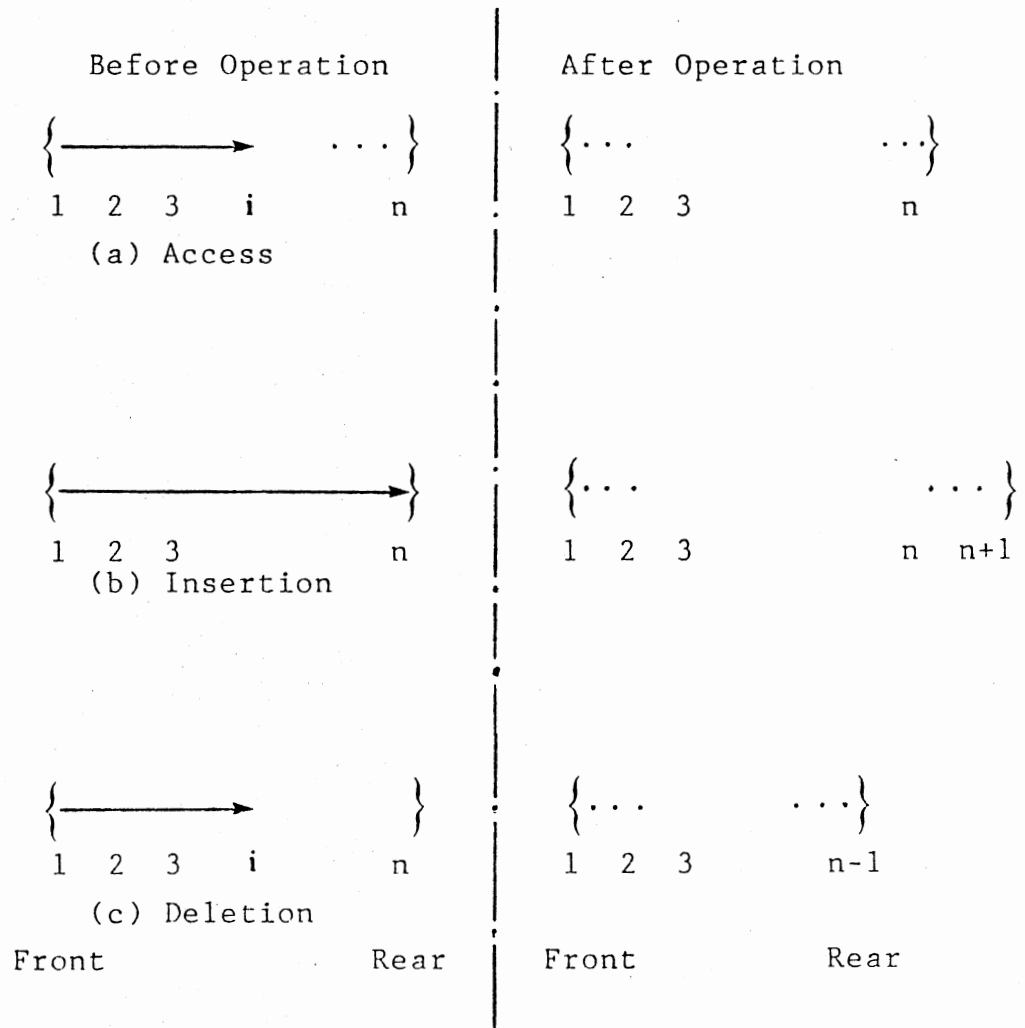 Before Operation After Operation
{ ... } {... ...}
1 2 3 i n 1 2 3 n
(a) Access
{ } {... ...}
1 2 3 n 1 2 3 n n+1
(b) Insertion
{ } {... ...}
1 2 3 i n 1 2 3 n-1
(c) Deletion
Front Rear Front Rear